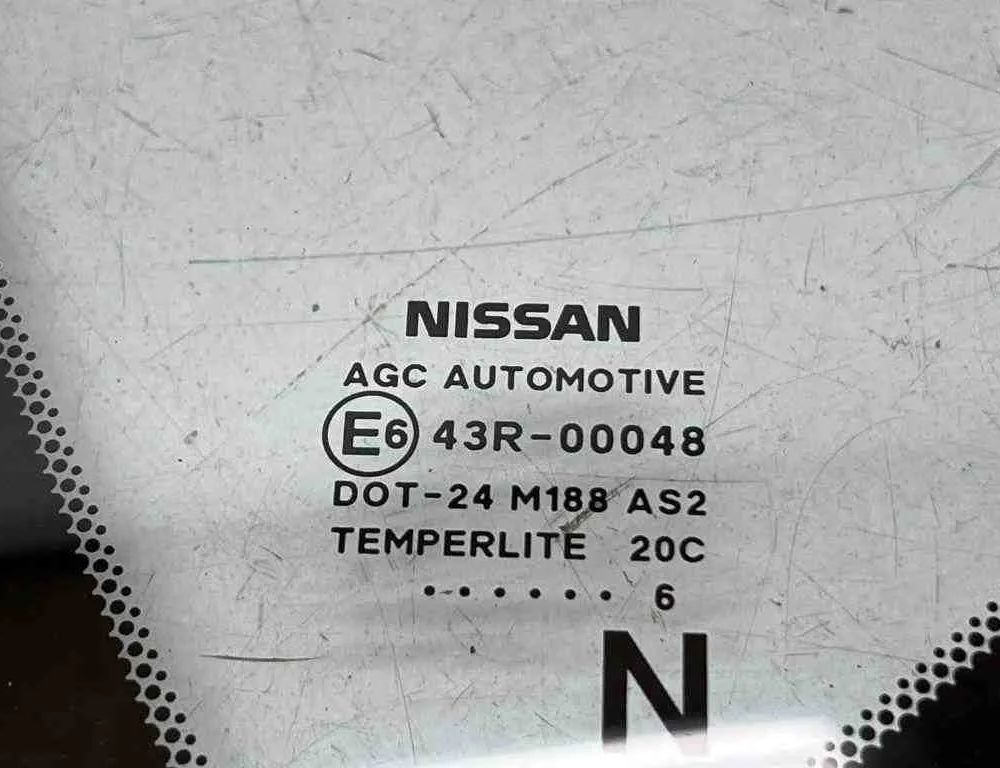 NISSAN
AGC AUTOMOTIVE
E6 43R-00048
DOT-24 M188 AS2
TEMPERLITE 20C
. . . . . . 6
N